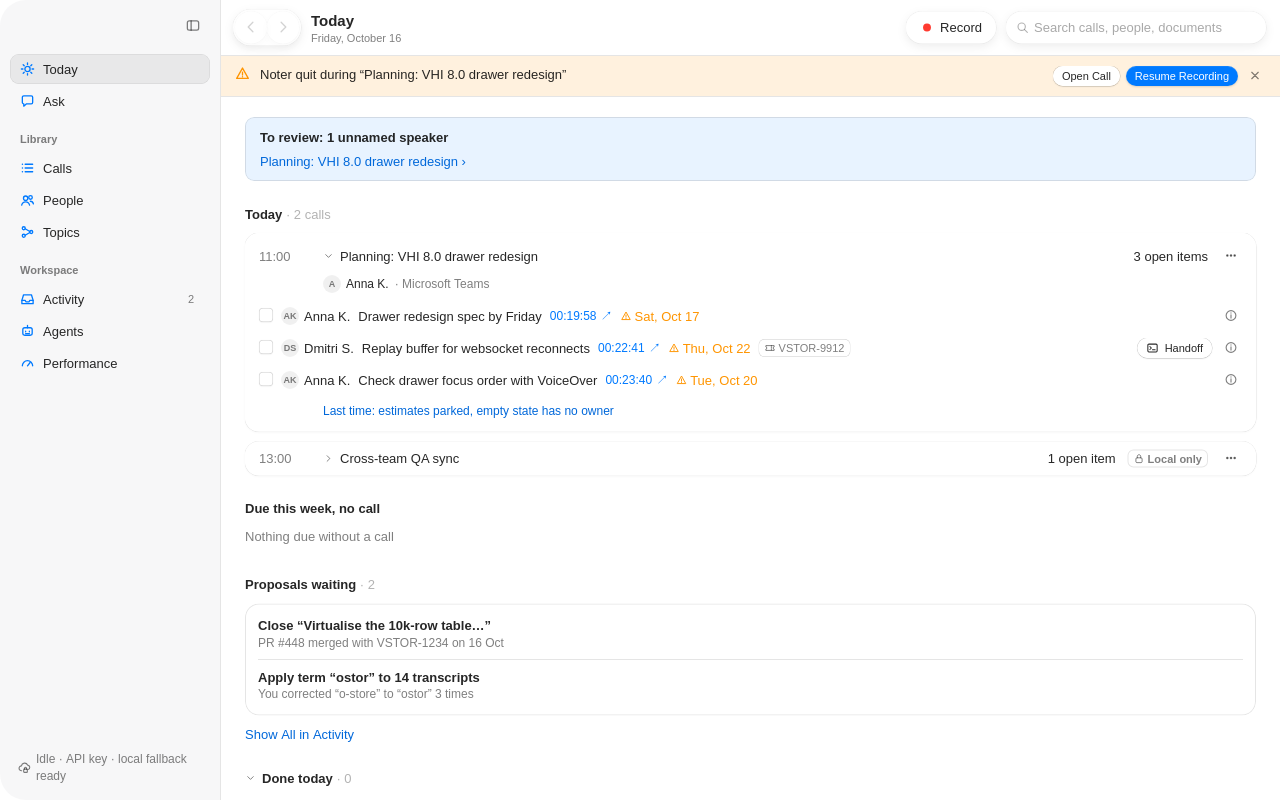 Today
Ask
Library
Calls
People
Topics
Workspace
Activity 2
Agents
Performance
Idle · API key · local fallback
ready
Today
Friday, October 16
Record
Search calls, people, documents
Noter quit during “Planning: VHI 8.0 drawer redesign”
Open Call
Resume Recording
To review: 1 unnamed speaker
Planning: VHI 8.0 drawer redesign ›
Today · 2 calls
11:00 Planning: VHI 8.0 drawer redesign 3 open items
A Anna K. · Microsoft Teams
AK Anna K. Drawer redesign spec by Friday 00:19:58 Sat, Oct 17
DS Dmitri S. Replay buffer for websocket reconnects 00:22:41 Thu, Oct 22 VSTOR-9912 Handoff
AK Anna K. Check drawer focus order with VoiceOver 00:23:40 Tue, Oct 20
Last time: estimates parked, empty state has no owner
13:00 Cross-team QA sync 1 open item Local only
Due this week, no call
Nothing due without a call
Proposals waiting · 2
Close “Virtualise the 10k-row table…”
PR #448 merged with VSTOR-1234 on 16 Oct
Apply term “ostor” to 14 transcripts
You corrected “o-store” to “ostor” 3 times
Show All in Activity
Done today · 0